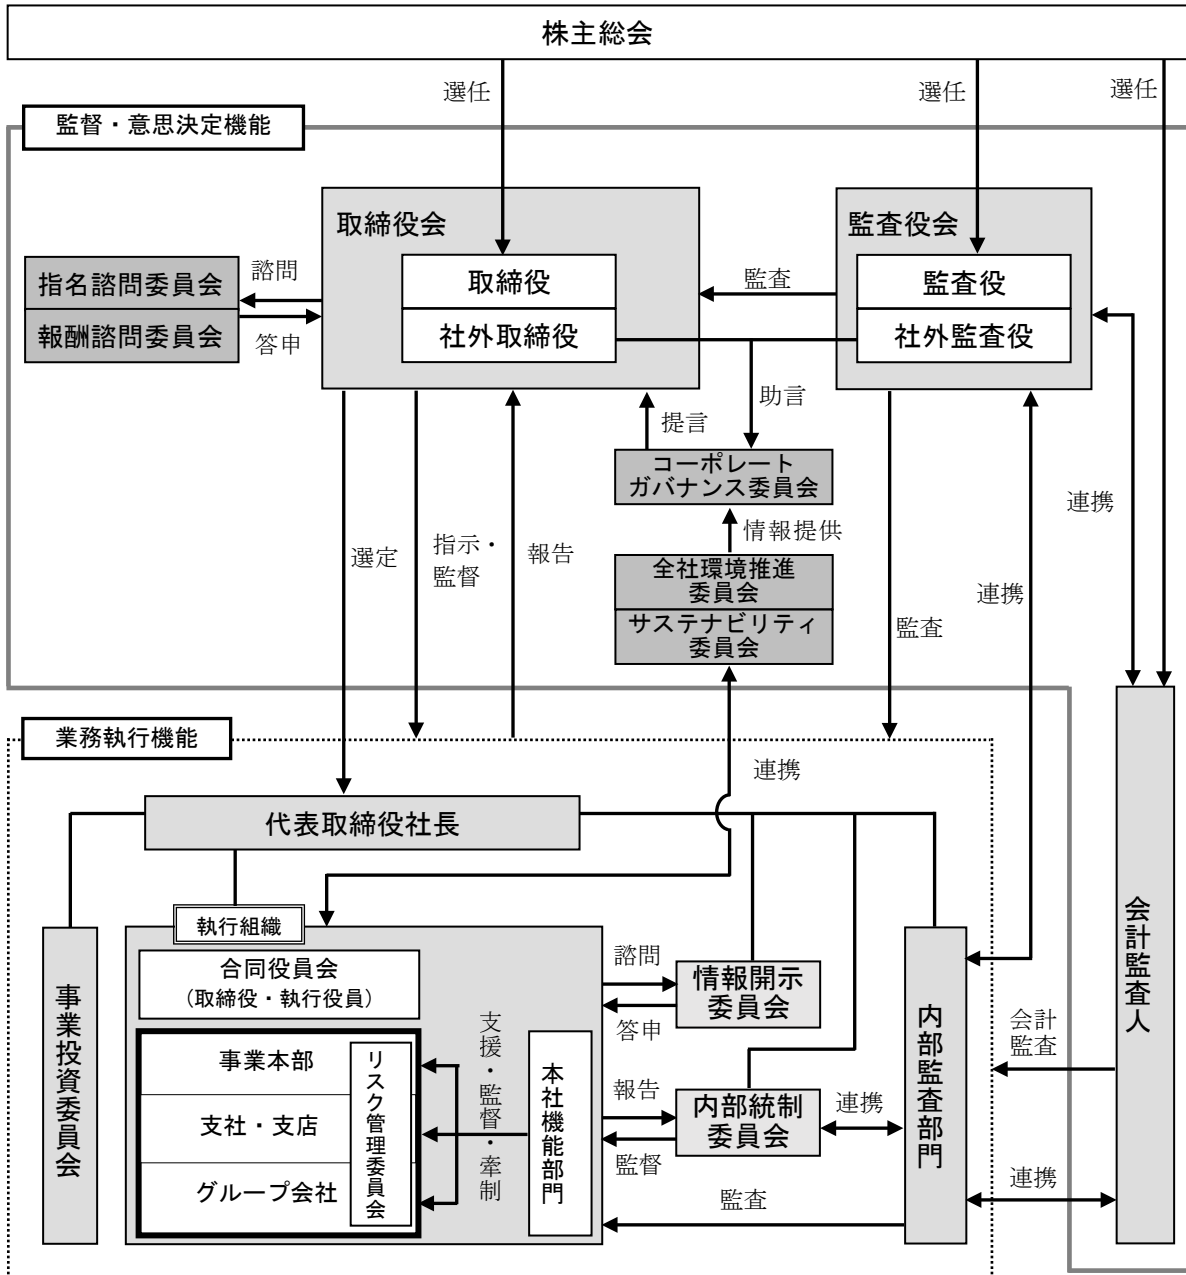 株主総会
選任
選任
選任
監督・意思決定機能
取締役会
監査役会
取締役
社外取締役
監査
監査役
社外監査役
指名諮問委員会
報酬諮問委員会
諮問
答申
助言
提言
コーポレート
ガバナンス委員会
情報提供
全社環境推進
委員会
サステナビリティ
委員会
選定
指示・
監督
報告
監査
連携
連携
業務執行機能
連携
代表取締役社長
執行組織
合同役員会
（取締役・執行役員）
事業本部
支社・支店
グループ会社
リスク管理委員会
支援・監督・牽制
本社機能部門
事業投資委員会
諮問
答申
情報開示
委員会
報告
監督
内部統制
委員会
連携
監査
内部監査部門
会計
監査
連携
会計監査人